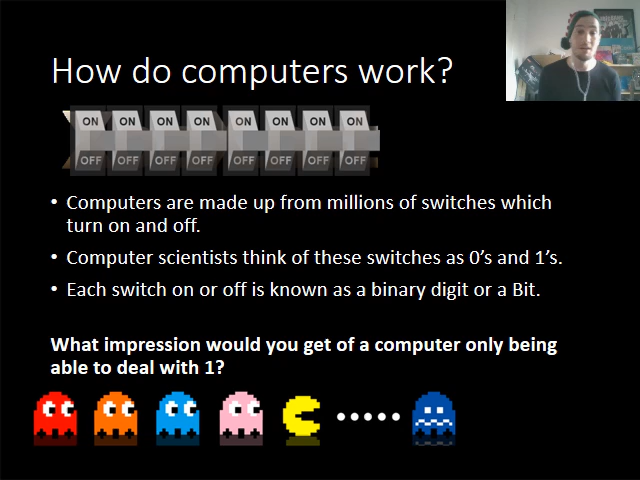 How do computers work?
ON ON ON ON ON ON ON ON
OFF OFF OFF OFF OFF OFF OFF OFF
• Computers are made up from millions of switches which
turn on and off.
• Computer scientists think of these switches as 0’s and 1’s.
• Each switch on or off is known as a binary digit or a Bit.
What impression would you get of a computer only being
able to deal with 1?